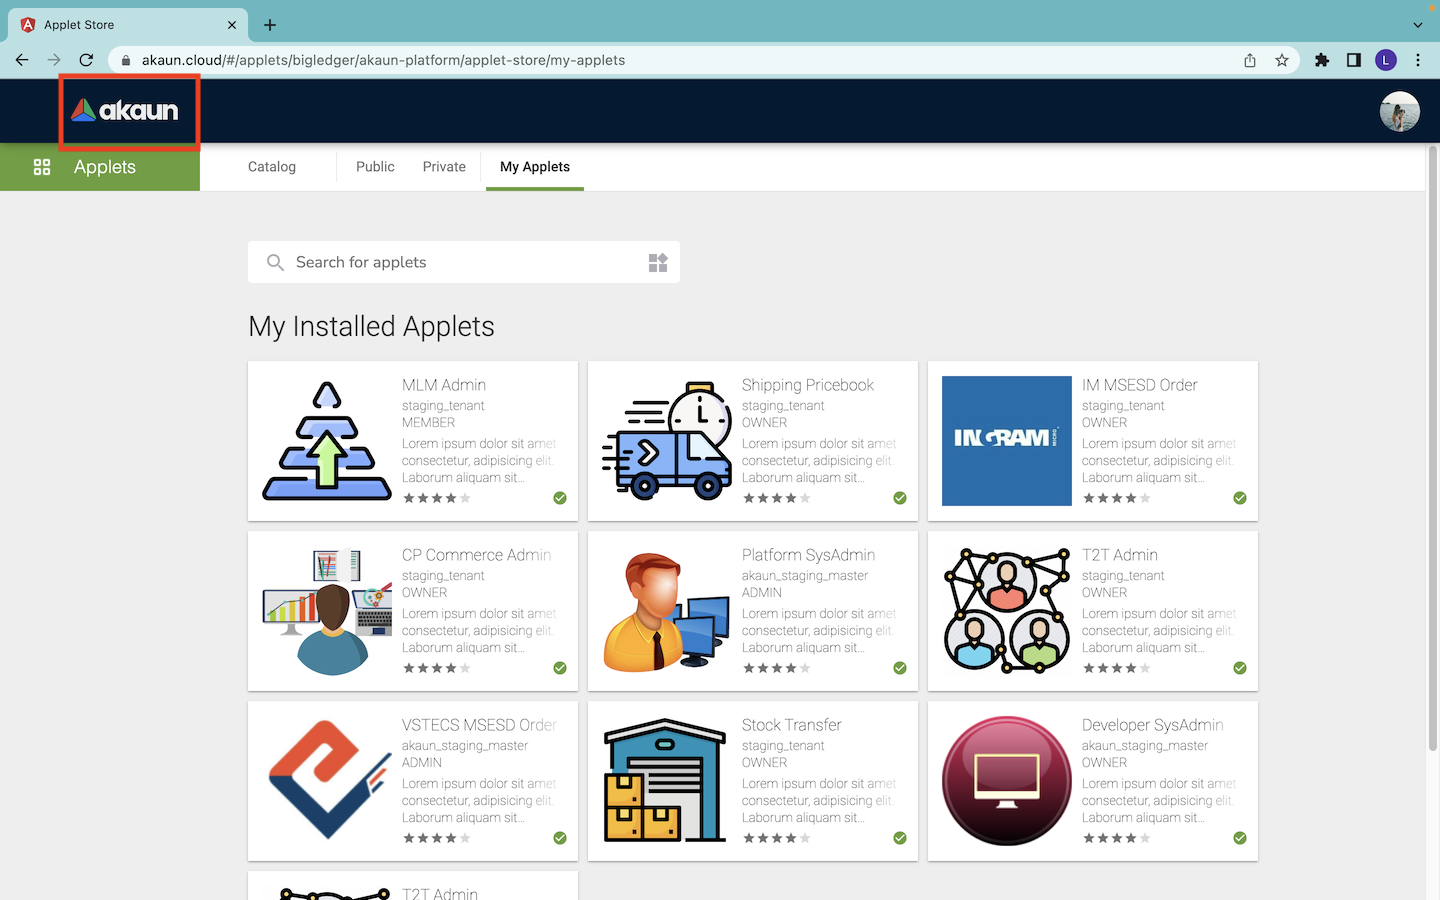 Applet Store
akaun.cloud/#/applets/bigledger/akaun-platform/applet-store/my-applets
L
akaun
Applets
Catalog
Public
Private
My Applets
Search for applets
My Installed Applets
MLM Admin
staging_tenant
MEMBER
Lorem ipsum dolor sit amet
consectetur, adipisicing elit.
Laborum aliquam sit...
Shipping Pricebook
staging_tenant
OWNER
Lorem ipsum dolor sit amet
consectetur, adipisicing elit.
Laborum aliquam sit...
INGRAM
MICRO
IM MSESD Order
staging_tenant
OWNER
Lorem ipsum dolor sit amet
consectetur, adipisicing elit.
Laborum aliquam sit...
CP Commerce Admin
staging_tenant
OWNER
Lorem ipsum dolor sit amet
consectetur, adipisicing elit.
Laborum aliquam sit...
Platform SysAdmin
akaun_staging_master
ADMIN
Lorem ipsum dolor sit amet
consectetur, adipisicing elit.
Laborum aliquam sit...
T2T Admin
staging_tenant
OWNER
Lorem ipsum dolor sit amet
consectetur, adipisicing elit.
Laborum aliquam sit...
VSTECS MSESD Order
akaun_staging_master
ADMIN
Lorem ipsum dolor sit amet
consectetur, adipisicing elit.
Laborum aliquam sit...
Stock Transfer
staging_tenant
OWNER
Lorem ipsum dolor sit amet
consectetur, adipisicing elit.
Laborum aliquam sit...
Developer SysAdmin
akaun_staging_master
OWNER
Lorem ipsum dolor sit amet
consectetur, adipisicing elit.
Laborum aliquam sit...
T2T Admin